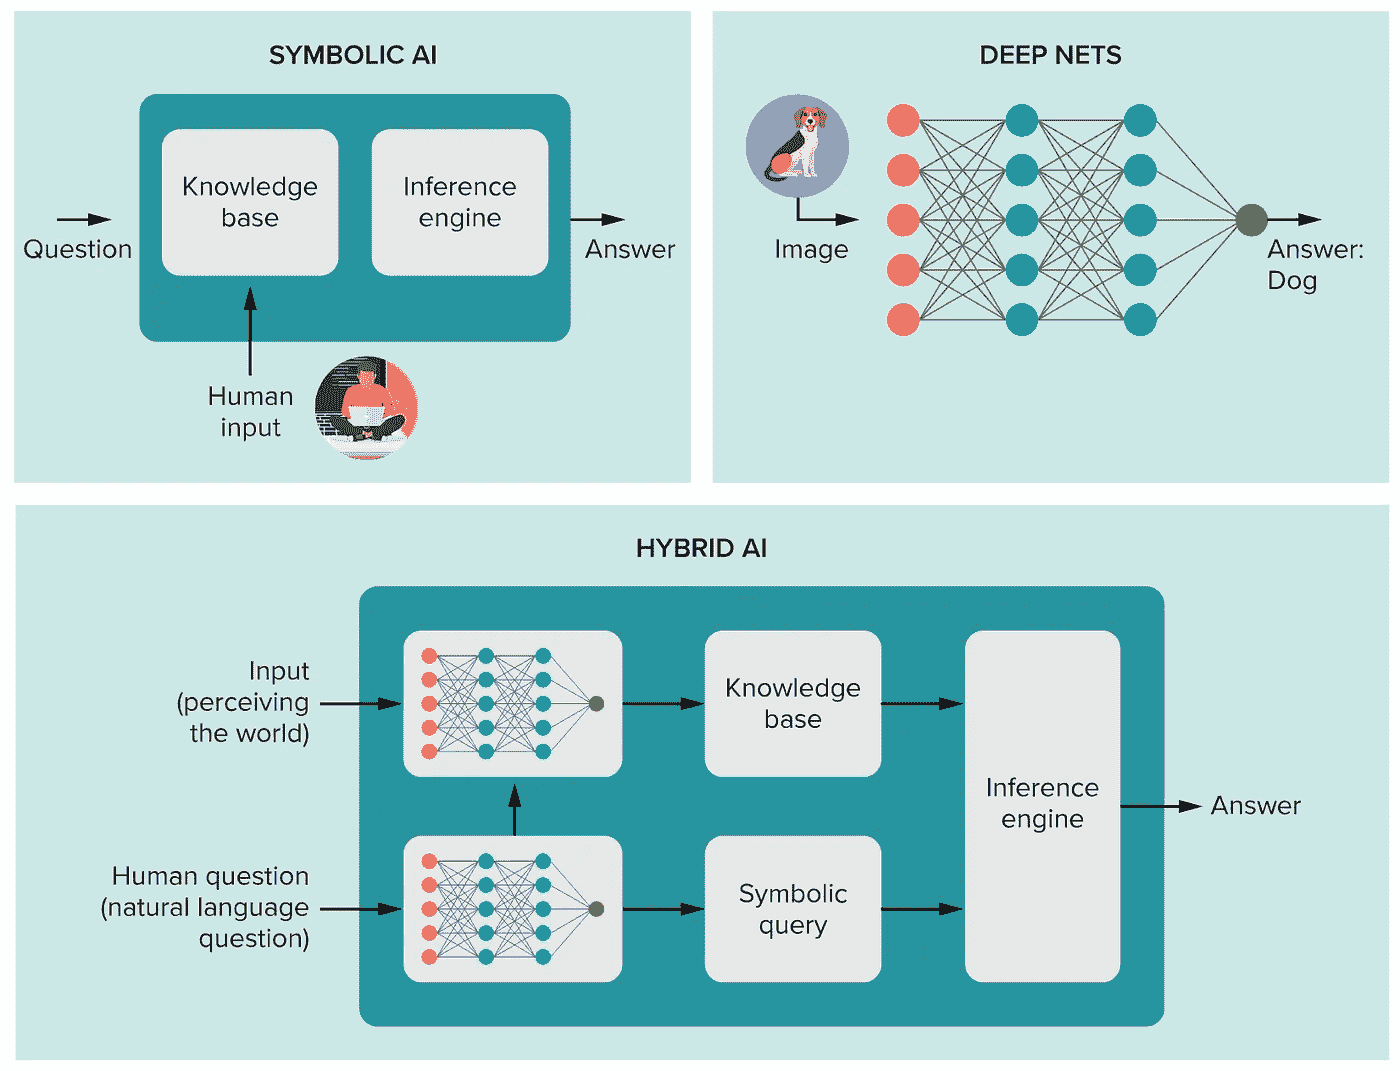 SYMBOLIC AI
Knowledge
base
Inference
engine
Question
Answer
Human
input
DEEP NETS
Image
Answer:
Dog
HYBRID AI
Input
(perceiving
the world)
Knowledge
base
Inference
engine
Answer
Human question
(natural language
question)
Symbolic
query